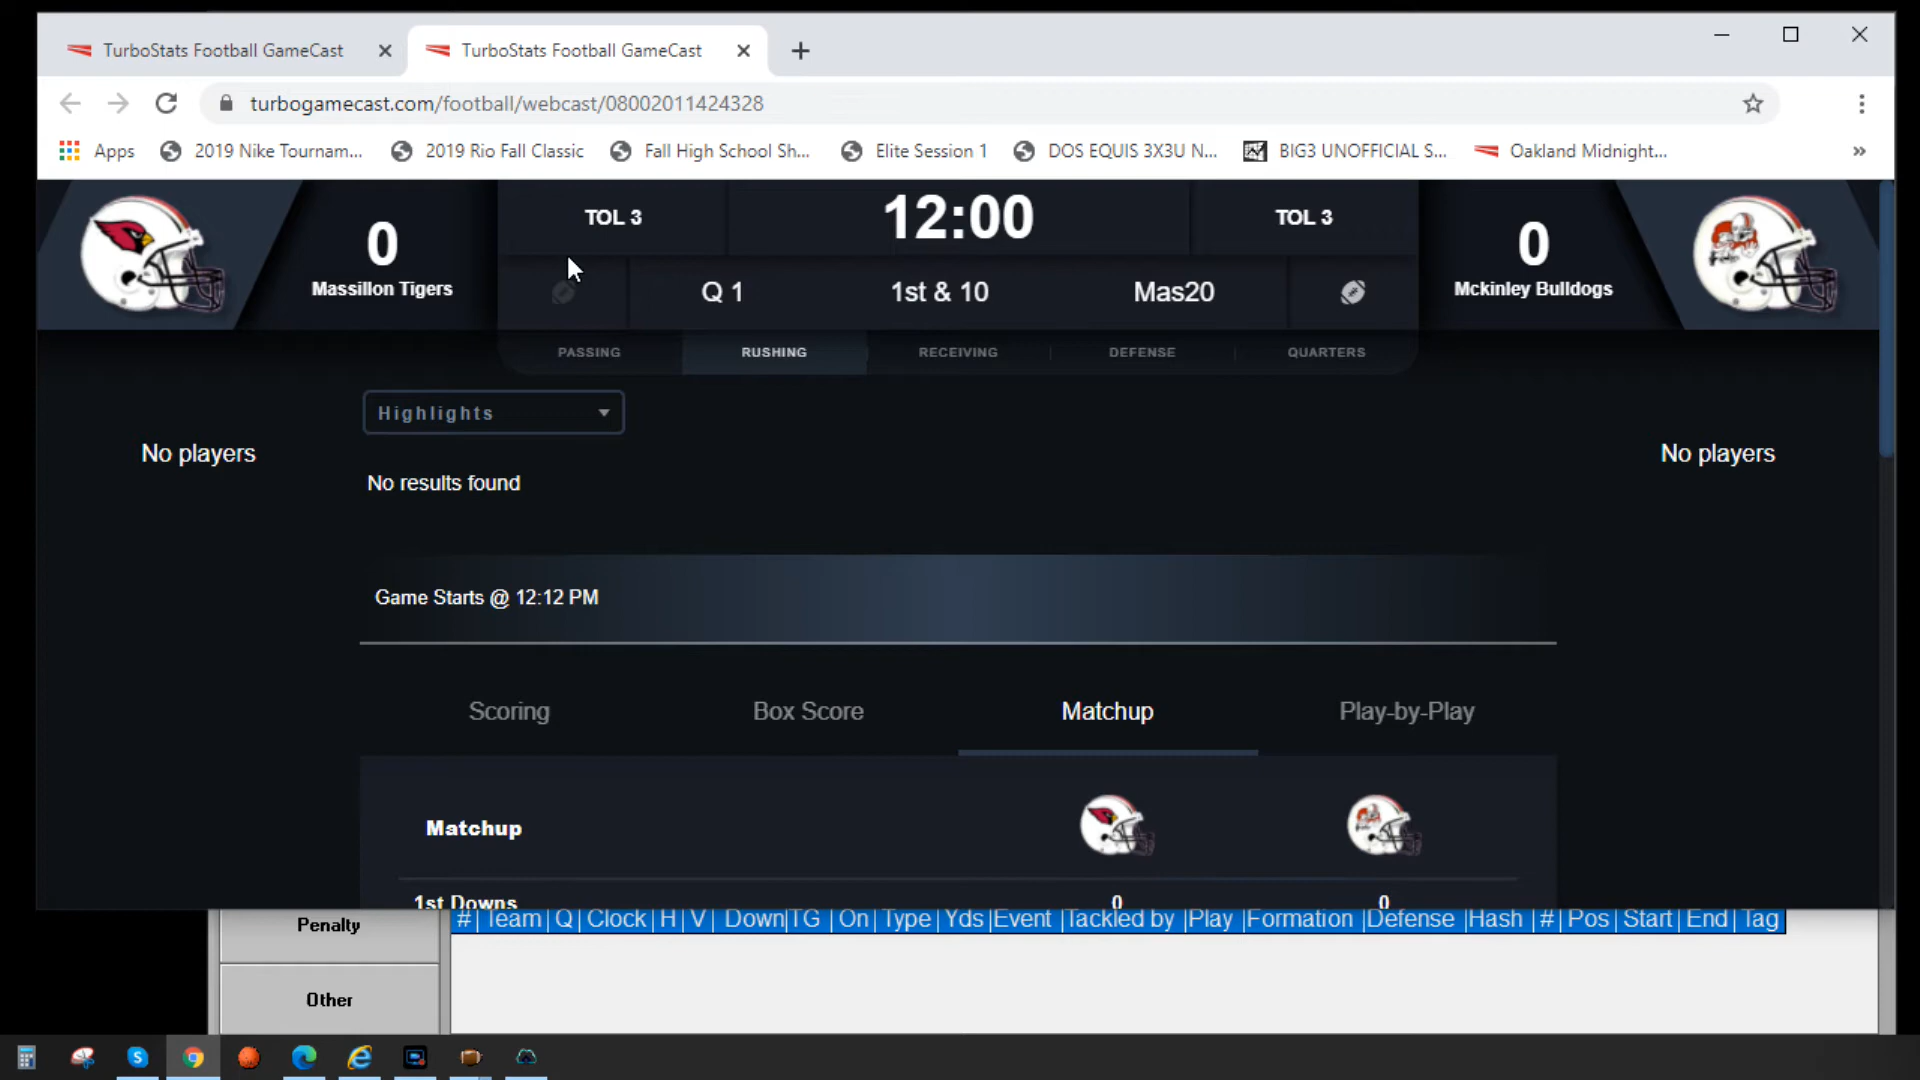 TurboStats Football GameCast
TurboStats Football GameCast
turbogamecast.com/football/webcast/08002011424328
Apps
2019 Nike Tournam...
2019 Rio Fall Classic
Fall High School Sh...
Elite Session 1
DOS EQUIS 3X3U N...
BIG3 UNOFFICIAL S...
Oakland Midnight...
»
0
Massillon Tigers
TOL 3
12:00
TOL 3
Q 1
1st & 10
Mas20
0
Mckinley Bulldogs
PASSING
RUSHING
RECEIVING
DEFENSE
QUARTERS
Highlights
No players
No results found
No players
Game Starts @ 12:12 PM
Scoring
Box Score
Matchup
Play-by-Play
Matchup
1st Downs 0 0
Penalty
Other
# | Team | Q | Clock | H | V | Down|TG | On | Type | Yds |Event |Tackled by |Play |Formation |Defense |Hash | # | Pos | Start | End | Tag